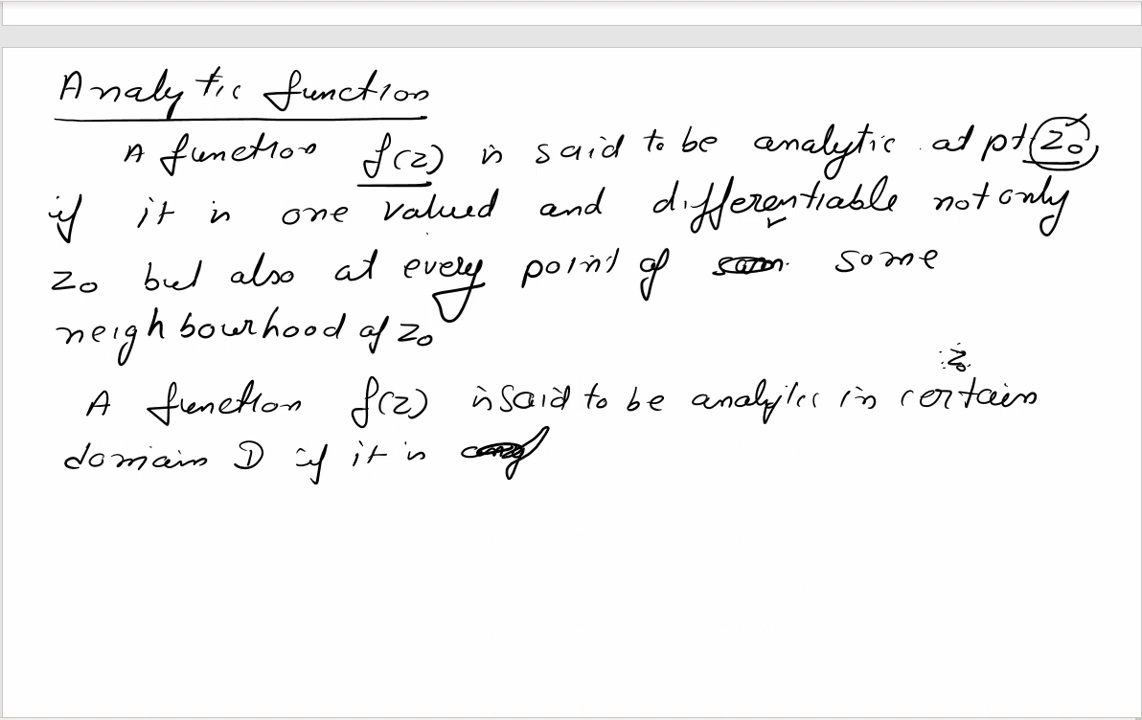 Analytic function
A function f(z) is said to be analytic at pt z₀,
if it is one valued and differentiable not only
z₀ but also at every point of some
neighbourhood of z₀
z₀
A function f(z) is said to be analytic in certain
domain D if it is